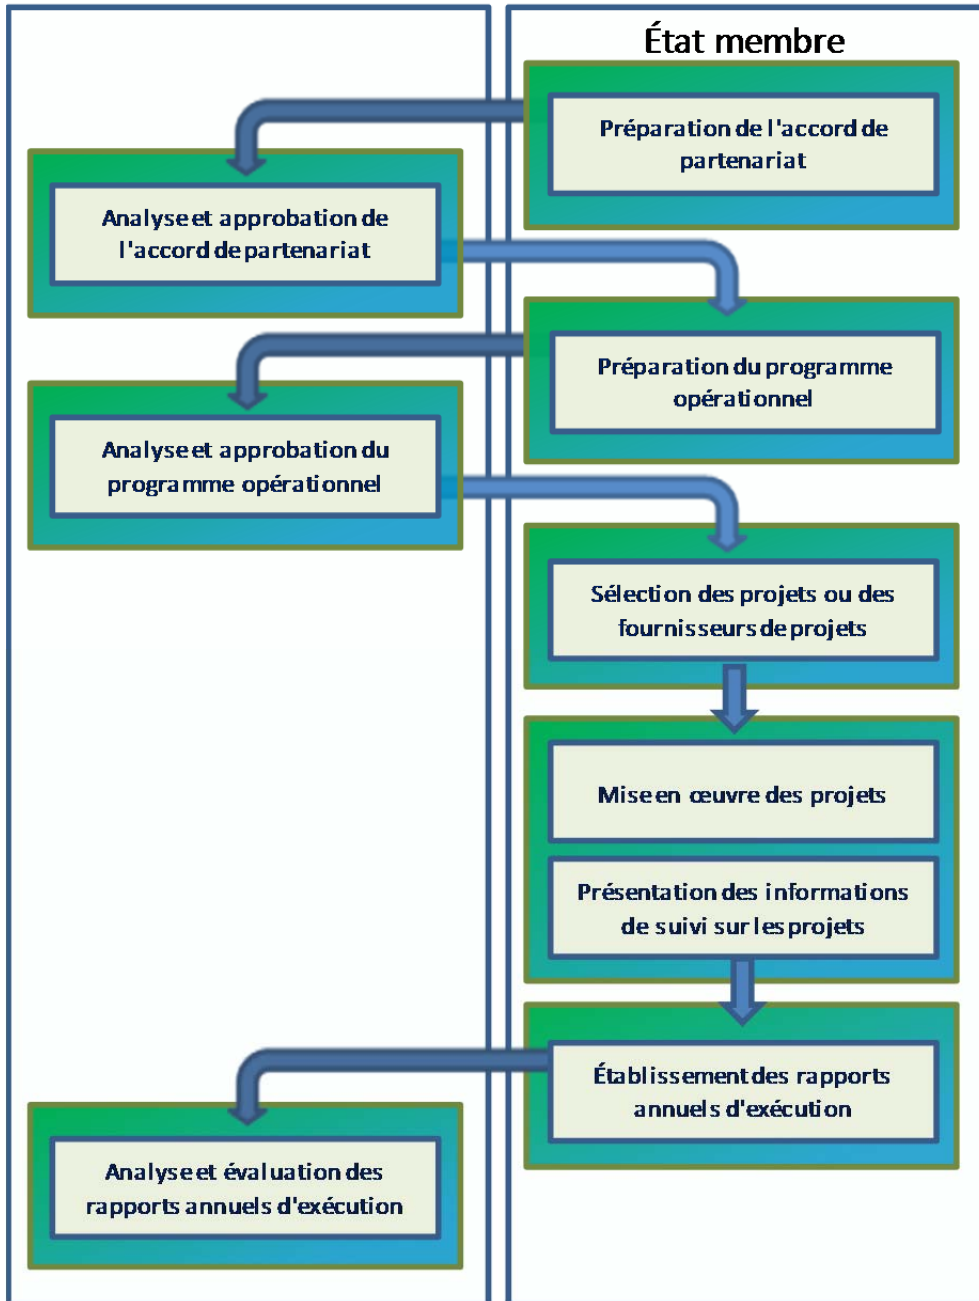 État membre
Préparation de l'accord de
partenariat
Analyse et approbation de
l'accord de partenariat
Préparation du programme
opérationnel
Analyse et approbation du
programme opérationnel
Sélection des projets ou des
fournisseurs de projets
Mise en œuvre des projets
Présentation des informations
de suivi sur les projets
Établissement des rapports
annuels d'exécution
Analyse et évaluation des
rapports annuels d'exécution